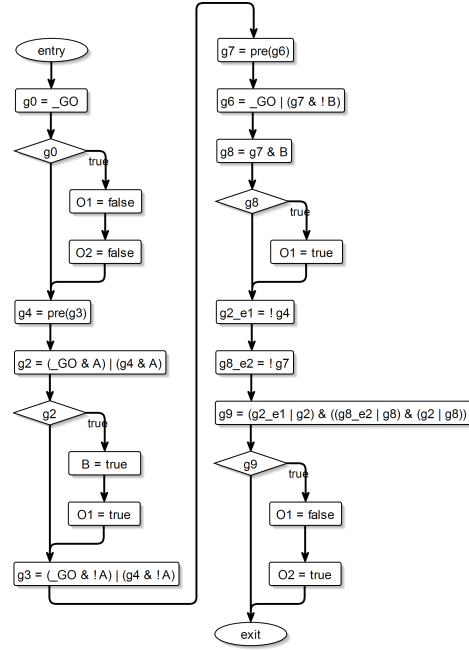 entry
g0 = _GO
g0
true
O1 = false
O2 = false
g4 = pre(g3)
g2 = (_GO & A) | (g4 & A)
g2
true
B = true
O1 = true
g3 = (_GO & ! A) | (g4 & ! A)
g7 = pre(g6)
g6 = _GO | (g7 & ! B)
g8 = g7 & B
g8
true
O1 = true
g2_e1 = ! g4
g8_e2 = ! g7
g9 = (g2_e1 | g2) & ((g8_e2 | g8) & (g2 | g8))
g9
true
O1 = false
O2 = true
exit